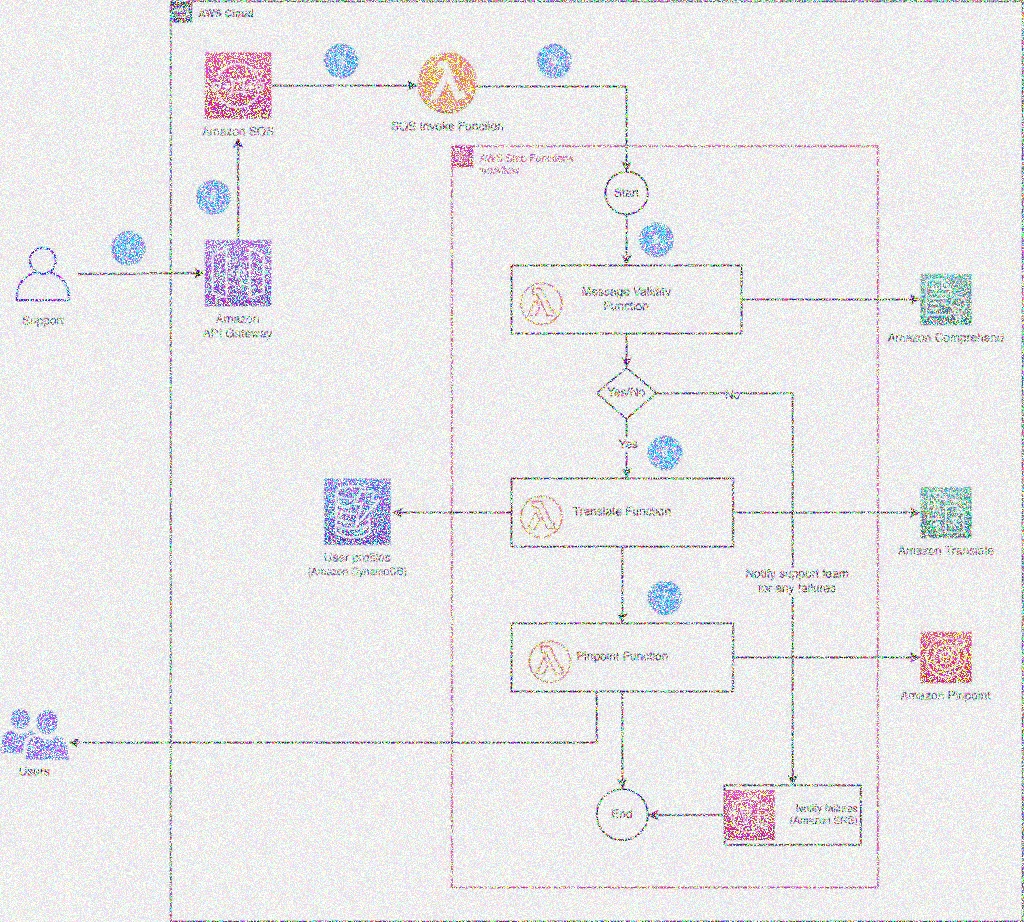 AWS Cloud
Amazon SQS
SQS Invoke Function
AWS Step Functions
workflow
Start
Support
Amazon
API Gateway
Message Validity
Function
Amazon Comprehend
Yes/No
No
Yes
User profiles
(Amazon DynamoDB)
Translate Function
Amazon Translate
Notify support team
for any failures
Pinpoint Function
Amazon Pinpoint
Users
End
Notify failures
(Amazon SNS)